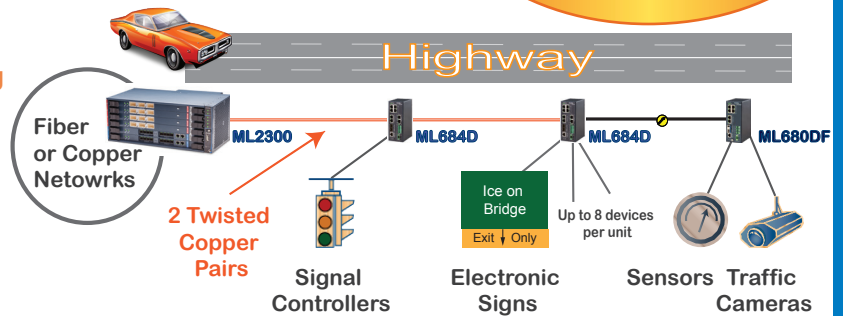 Highway
Fiber
or Copper
Netowrks
ML2300
ML684D
ML684D
ML680DF
2 Twisted
Copper
Pairs
Ice on
Bridge
Exit Only
Up to 8 devices
per unit
Signal
Controllers
Electronic
Signs
Sensors
Traffic
Cameras